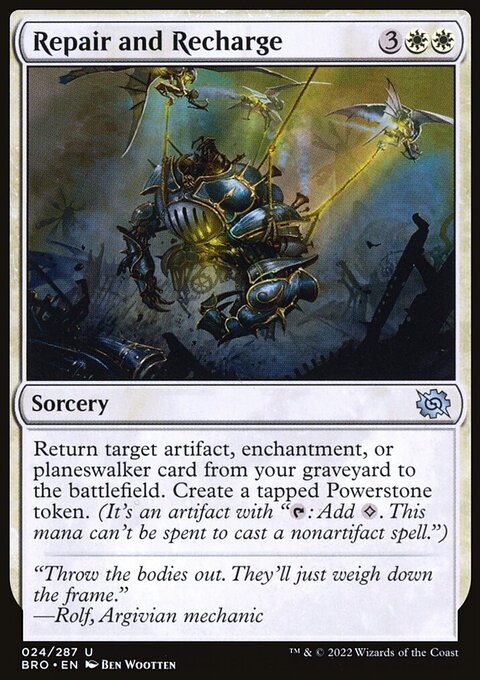 Repair and Recharge 3
Sorcery
Return target artifact, enchantment, or
planeswalker card from your graveyard to
the battlefield. Create a tapped Powerstone
token. (It's an artifact with “: Add . This
mana can't be spent to cast a nonartifact spell.”)
“Throw the bodies out. They'll just weigh down
the frame.”
—Rolf, Argivian mechanic
024/287 U
BRO • EN Ben Wootten
™ & © 2022 Wizards of the Coast